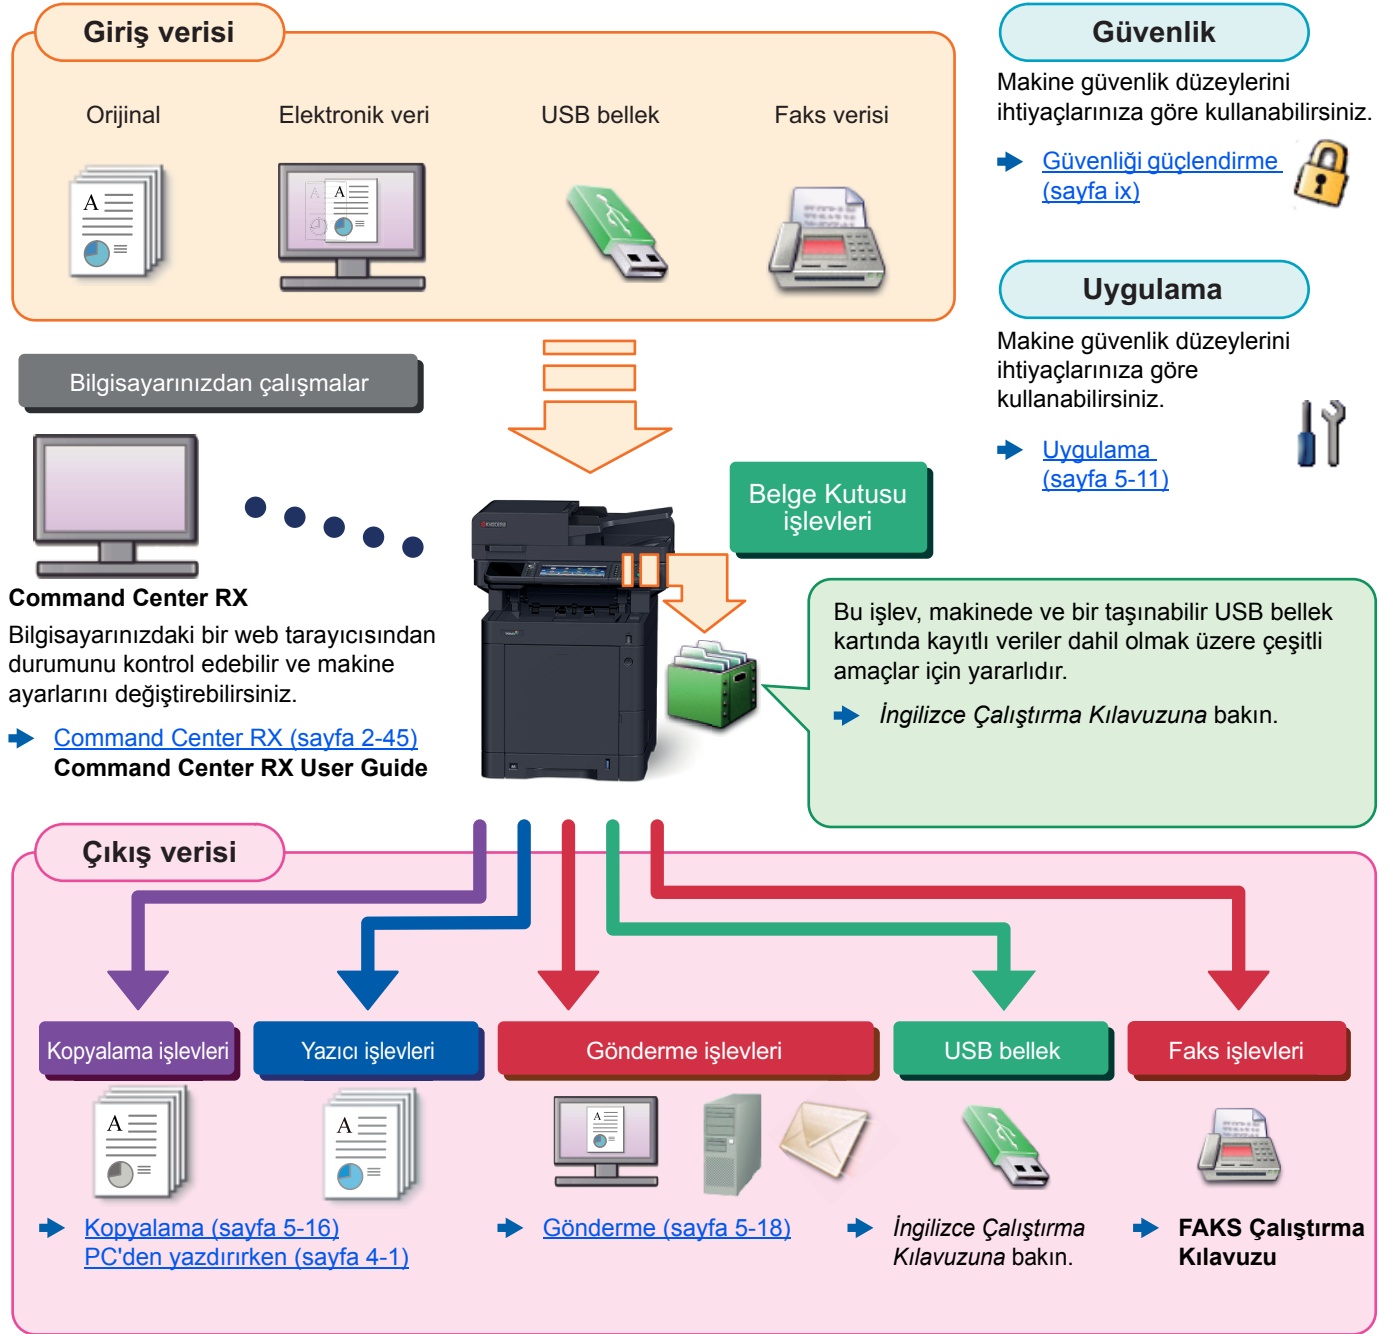 Giriş verisi
Orijinal
Elektronik veri
USB bellek
Faks verisi
Güvenlik
Makine güvenlik düzeylerini
ihtiyaçlarınıza göre kullanabilirsiniz.
Güvenliği güçlendirme
(sayfa ix)
Uygulama
Makine güvenlik düzeylerini
ihtiyaçlarınıza göre
kullanabilirsiniz.
Uygulama
(sayfa 5-11)
Bilgisayarınızdan çalışmalar
Command Center RX
Bilgisayarınızdaki bir web tarayıcısından
durumunu kontrol edebilir ve makine
ayarlarını değiştirebilirsiniz.
Command Center RX (sayfa 2-45)
Command Center RX User Guide
Belge Kutusu
işlevleri
Bu işlev, makinede ve bir taşınabilir USB bellek
kartında kayıtlı veriler dahil olmak üzere çeşitli
amaçlar için yararlıdır.
İngilizce Çalıştırma Kılavuzuna bakın.
Çıkış verisi
Kopyalama işlevleri
Yazıcı işlevleri
Gönderme işlevleri
USB bellek
Faks işlevleri
Kopyalama (sayfa 5-16)
PC'den yazdırırken (sayfa 4-1)
Gönderme (sayfa 5-18)
İngilizce Çalıştırma
Kılavuzuna bakın.
FAKS Çalıştırma
Kılavuzu